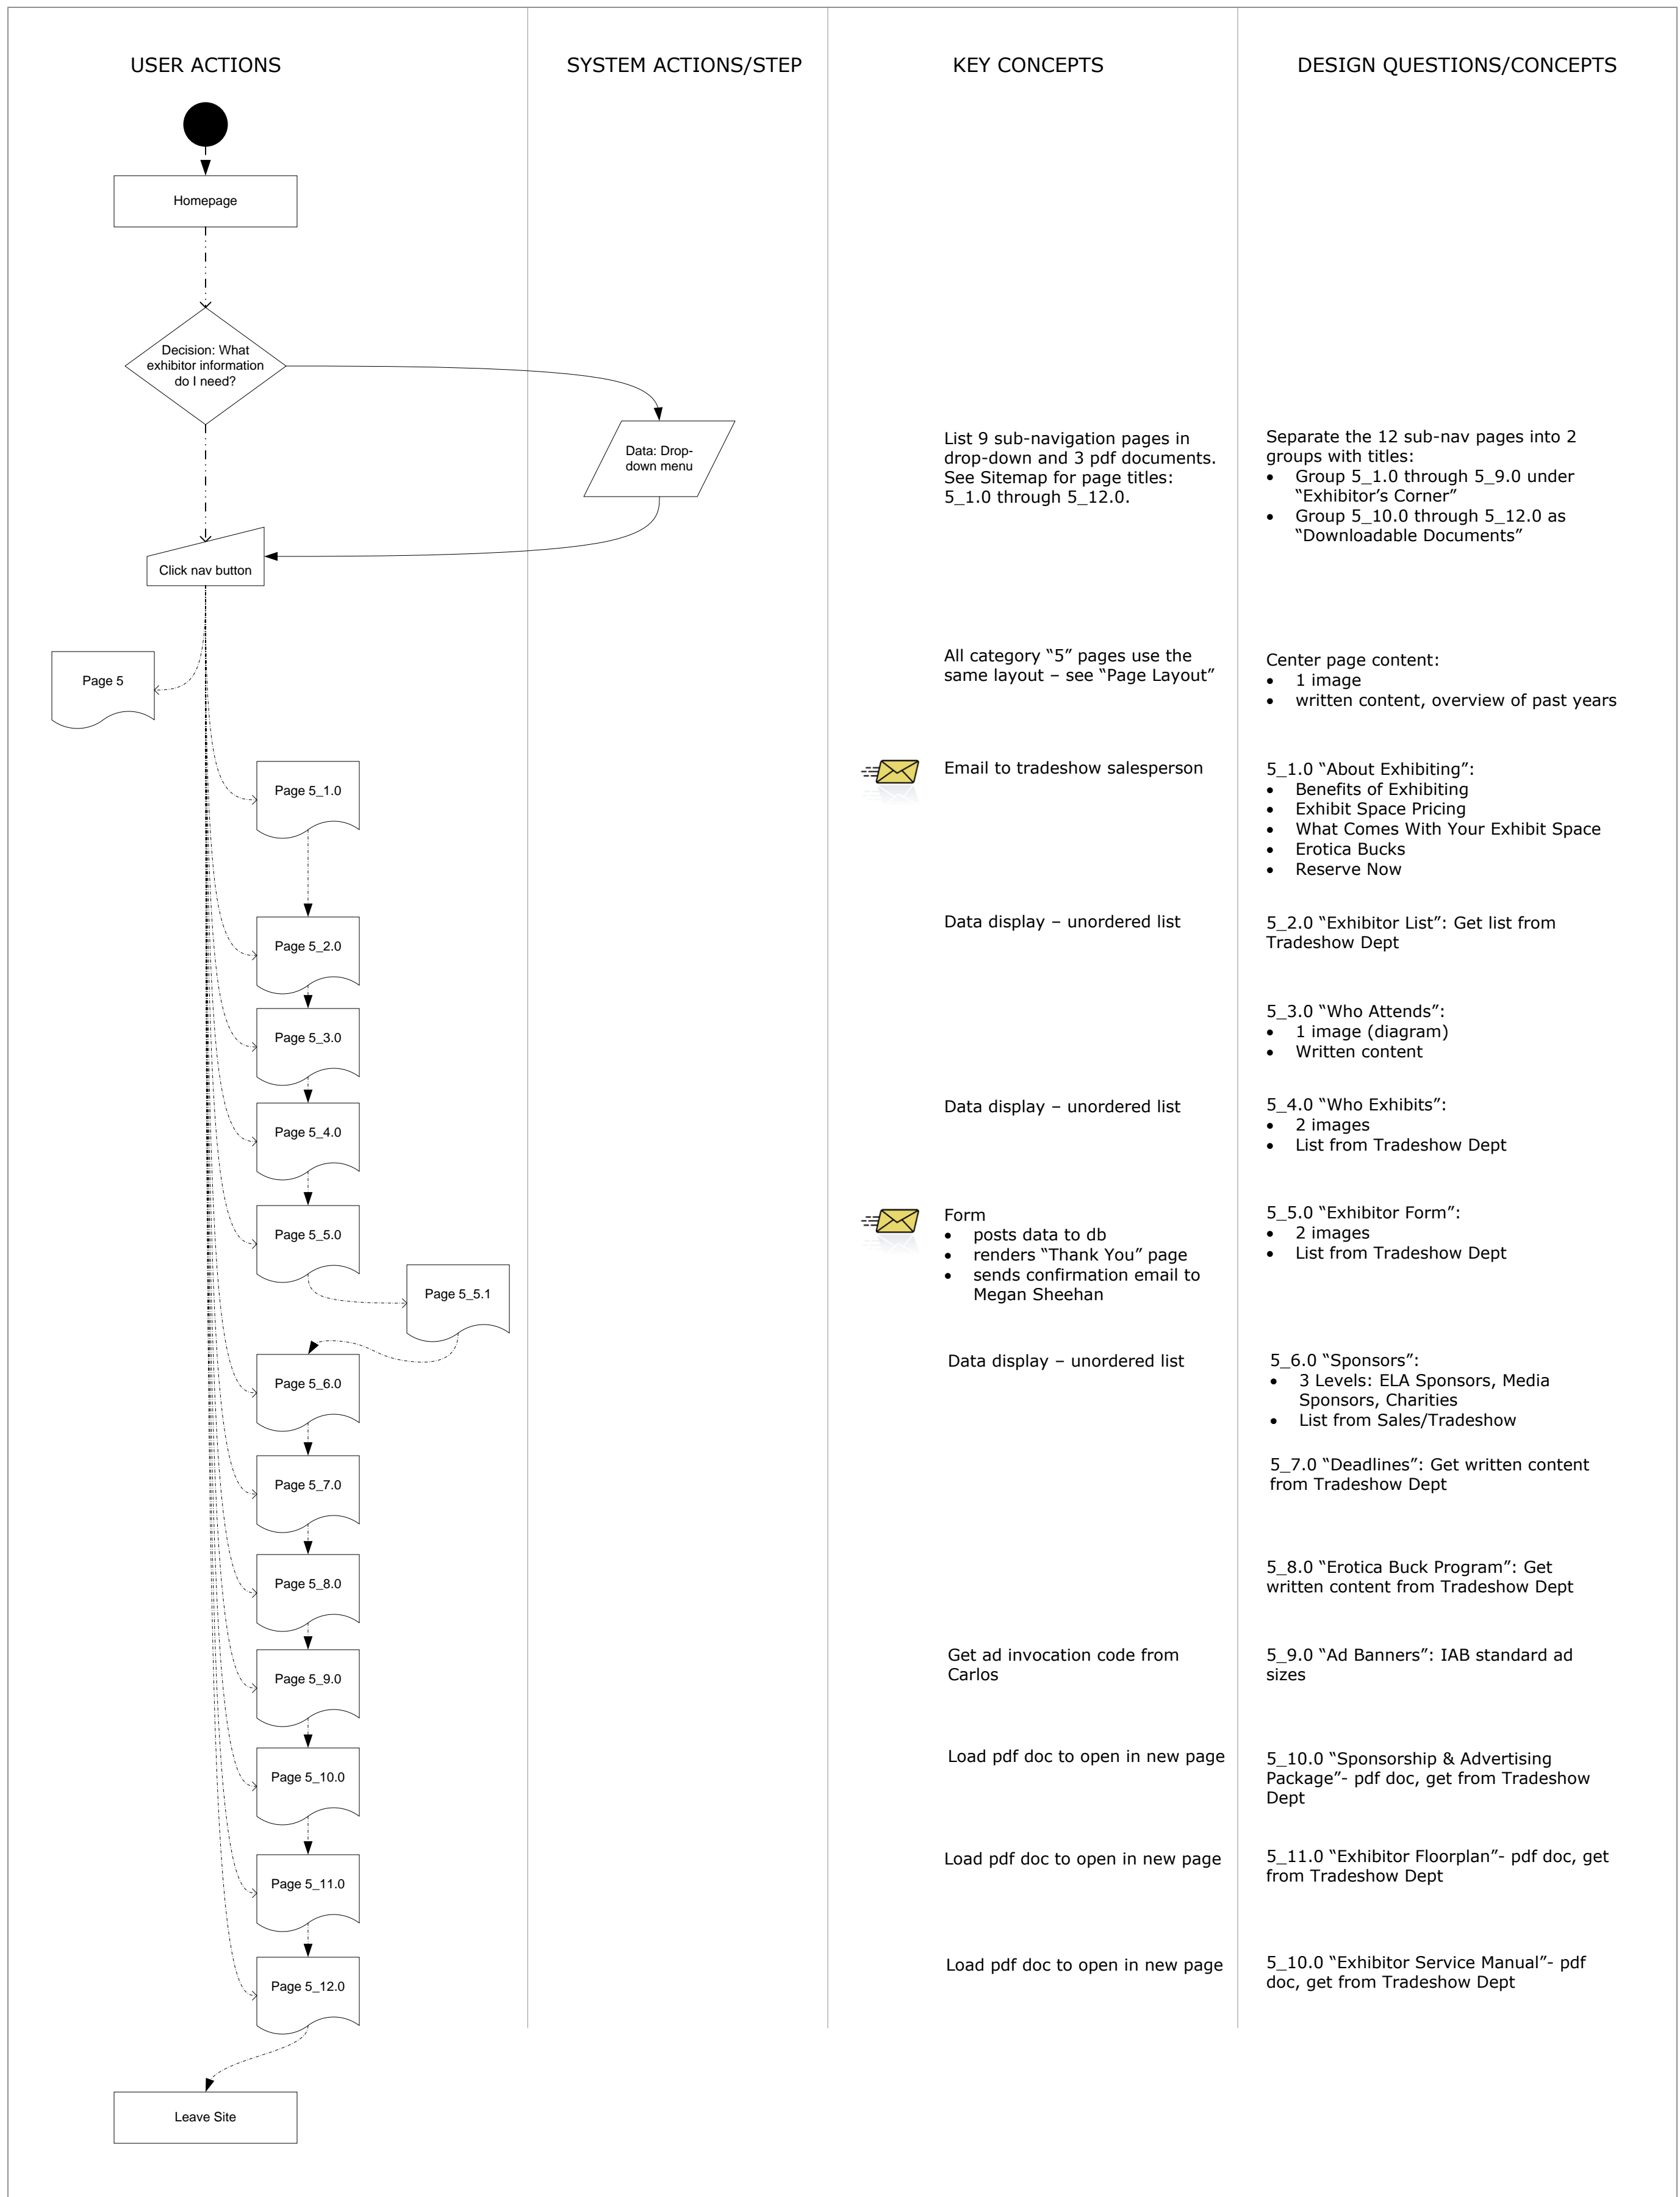 USER ACTIONS
SYSTEM ACTIONS/STEP
KEY CONCEPTS
DESIGN QUESTIONS/CONCEPTS
Homepage
Decision: What
exhibitor information
do I need?
Data: Drop-
down menu
List 9 sub-navigation pages in
drop-down and 3 pdf documents.
See Sitemap for page titles:
5_1.0 through 5_12.0.
Separate the 12 sub-nav pages into 2
groups with titles:
• Group 5_1.0 through 5_9.0 under
“Exhibitor’s Corner”
• Group 5_10.0 through 5_12.0 as
“Downloadable Documents”
Click nav button
Page 5
All category “5” pages use the
same layout – see “Page Layout”
Center page content:
• 1 image
• written content, overview of past years
Page 5_1.0
Email to tradeshow salesperson
5_1.0 “About Exhibiting”:
• Benefits of Exhibiting
• Exhibit Space Pricing
• What Comes With Your Exhibit Space
• Erotica Bucks
• Reserve Now
Page 5_2.0
Data display – unordered list
5_2.0 “Exhibitor List”: Get list from
Tradeshow Dept
Page 5_3.0
5_3.0 “Who Attends”:
• 1 image (diagram)
• Written content
Page 5_4.0
Data display – unordered list
5_4.0 “Who Exhibits”:
• 2 images
• List from Tradeshow Dept
Page 5_5.0
Form
• posts data to db
• renders “Thank You” page
• sends confirmation email to
Megan Sheehan
5_5.0 “Exhibitor Form”:
• 2 images
• List from Tradeshow Dept
Page 5_5.1
Page 5_6.0
Data display – unordered list
5_6.0 “Sponsors”:
• 3 Levels: ELA Sponsors, Media
Sponsors, Charities
• List from Sales/Tradeshow
Page 5_7.0
5_7.0 “Deadlines”: Get written content
from Tradeshow Dept
Page 5_8.0
5_8.0 “Erotica Buck Program”: Get
written content from Tradeshow Dept
Page 5_9.0
Get ad invocation code from
Carlos
5_9.0 “Ad Banners”: IAB standard ad
sizes
Page 5_10.0
Load pdf doc to open in new page
5_10.0 “Sponsorship & Advertising
Package”- pdf doc, get from Tradeshow
Dept
Page 5_11.0
Load pdf doc to open in new page
5_11.0 “Exhibitor Floorplan”- pdf doc, get
from Tradeshow Dept
Page 5_12.0
Load pdf doc to open in new page
5_10.0 “Exhibitor Service Manual”- pdf
doc, get from Tradeshow Dept
Leave Site